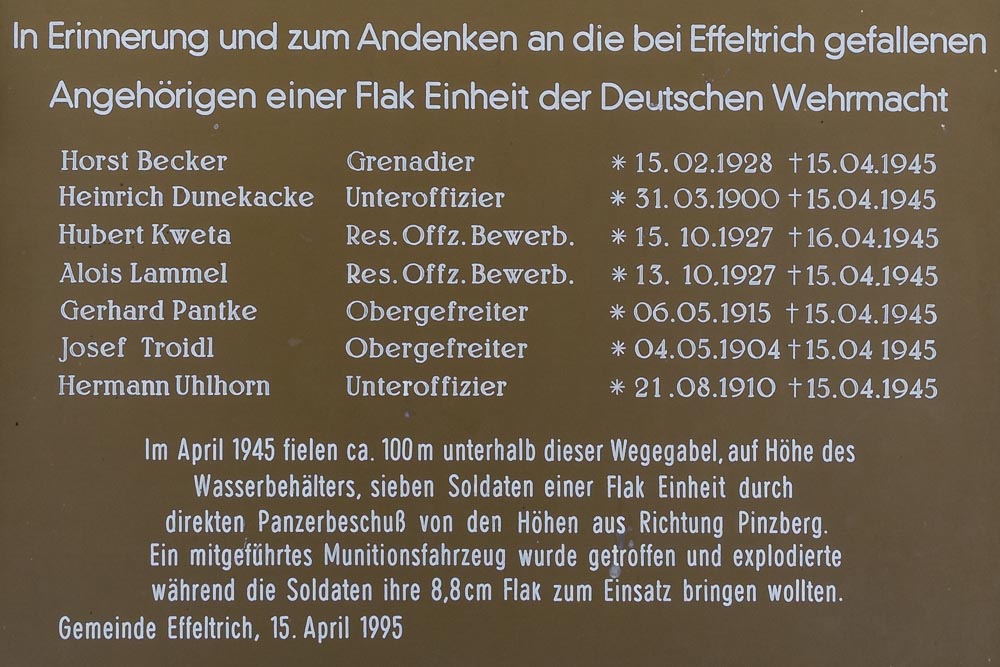 In Erinnerung und zum Andenken an die bei Effeltrich gefallenen
Angehörigen einer Flak Einheit der Deutschen Wehrmacht
Horst Becker Grenadier * 15.02.1928 † 15.04.1945
Heinrich Dunekacke Unteroffizier * 31.03.1900 † 15.04.1945
Hubert Kweta Res. Offz. Bewerb. * 15. 10.1927 † 16.04.1945
Alois Lammel Res. Offz. Bewerb. * 13. 10.1927 † 15.04.1945
Gerhard Pantke Obergefreiter * 06.05.1915 † 15.04.1945
Josef Troidl Obergefreiter * 04.05.1904 † 15.04 1945
Hermann Uhlhorn Unteroffizier * 21.08.1910 † 15.04.1945
Im April 1945 fielen ca. 100 m unterhalb dieser Wegegabel, auf Höhe des
Wasserbehälters, sieben Soldaten einer Flak Einheit durch
direkten Panzerbeschuß von den Höhen aus Richtung Pinzberg.
Ein mitgeführtes Munitionsfahrzeug wurde getroffen und explodierte
während die Soldaten ihre 8,8cm Flak zum Einsatz bringen wollten.
Gemeinde Effeltrich, 15. April 1995